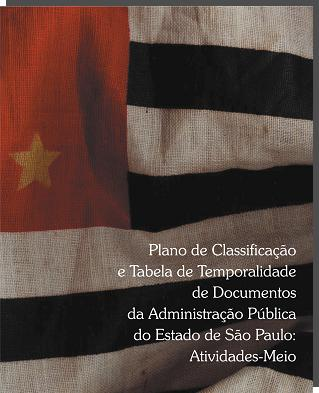 Plano de Classificação
e Tabela de Temporalidade
de Documentos
da Administração Pública
do Estado de São Paulo:
Atividades-Meio